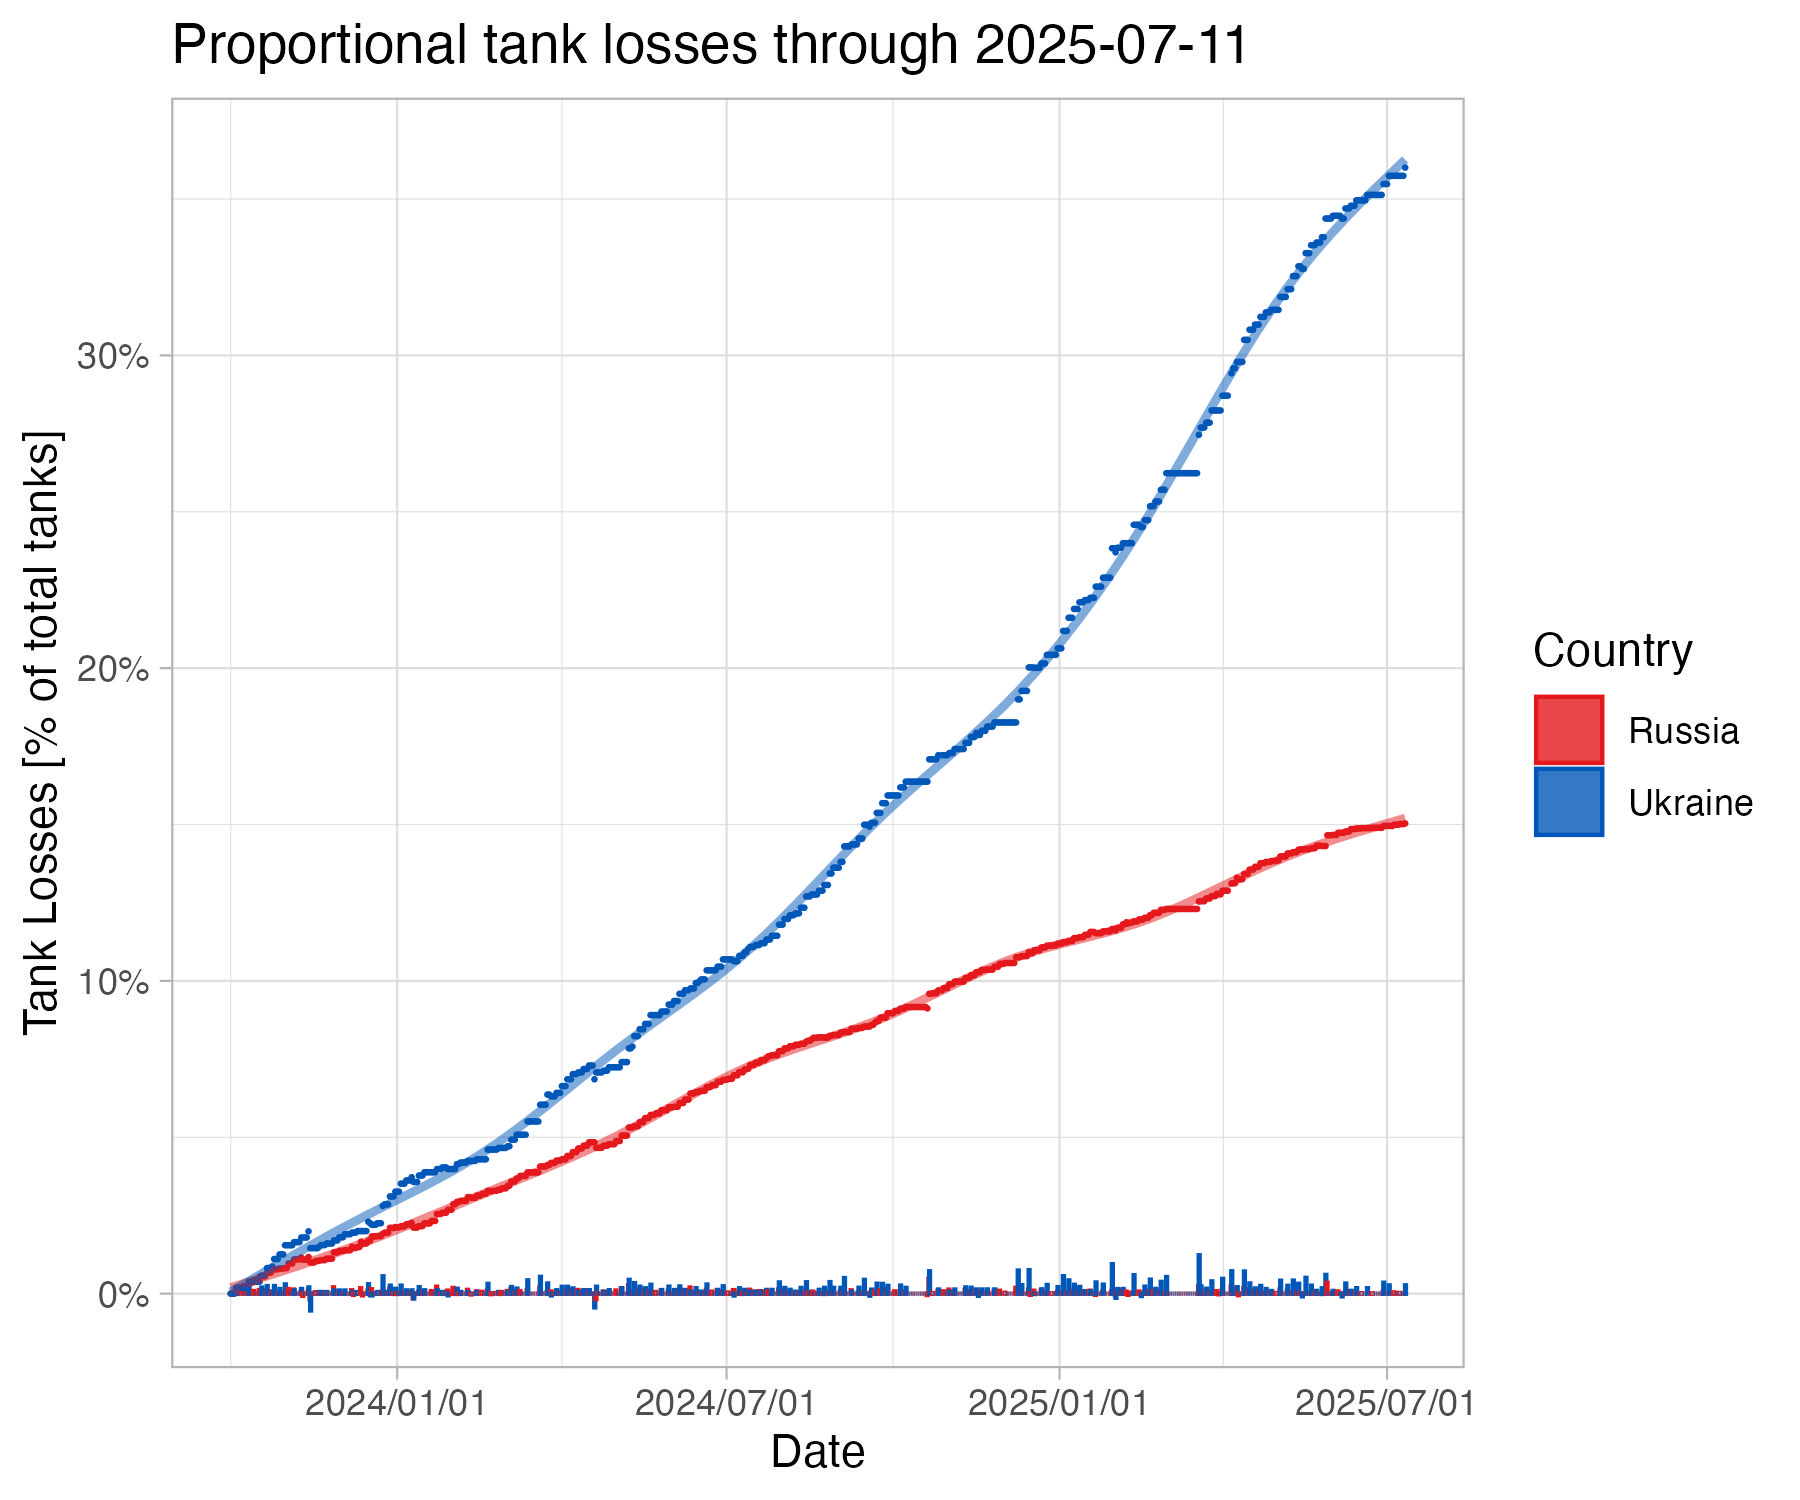 Proportional tank losses through 2025-07-11
Tank Losses [% of total tanks]
30%
20%
10%
0%
2024/01/01
2024/07/01
2025/01/01
2025/07/01
Date
Country
Russia
Ukraine